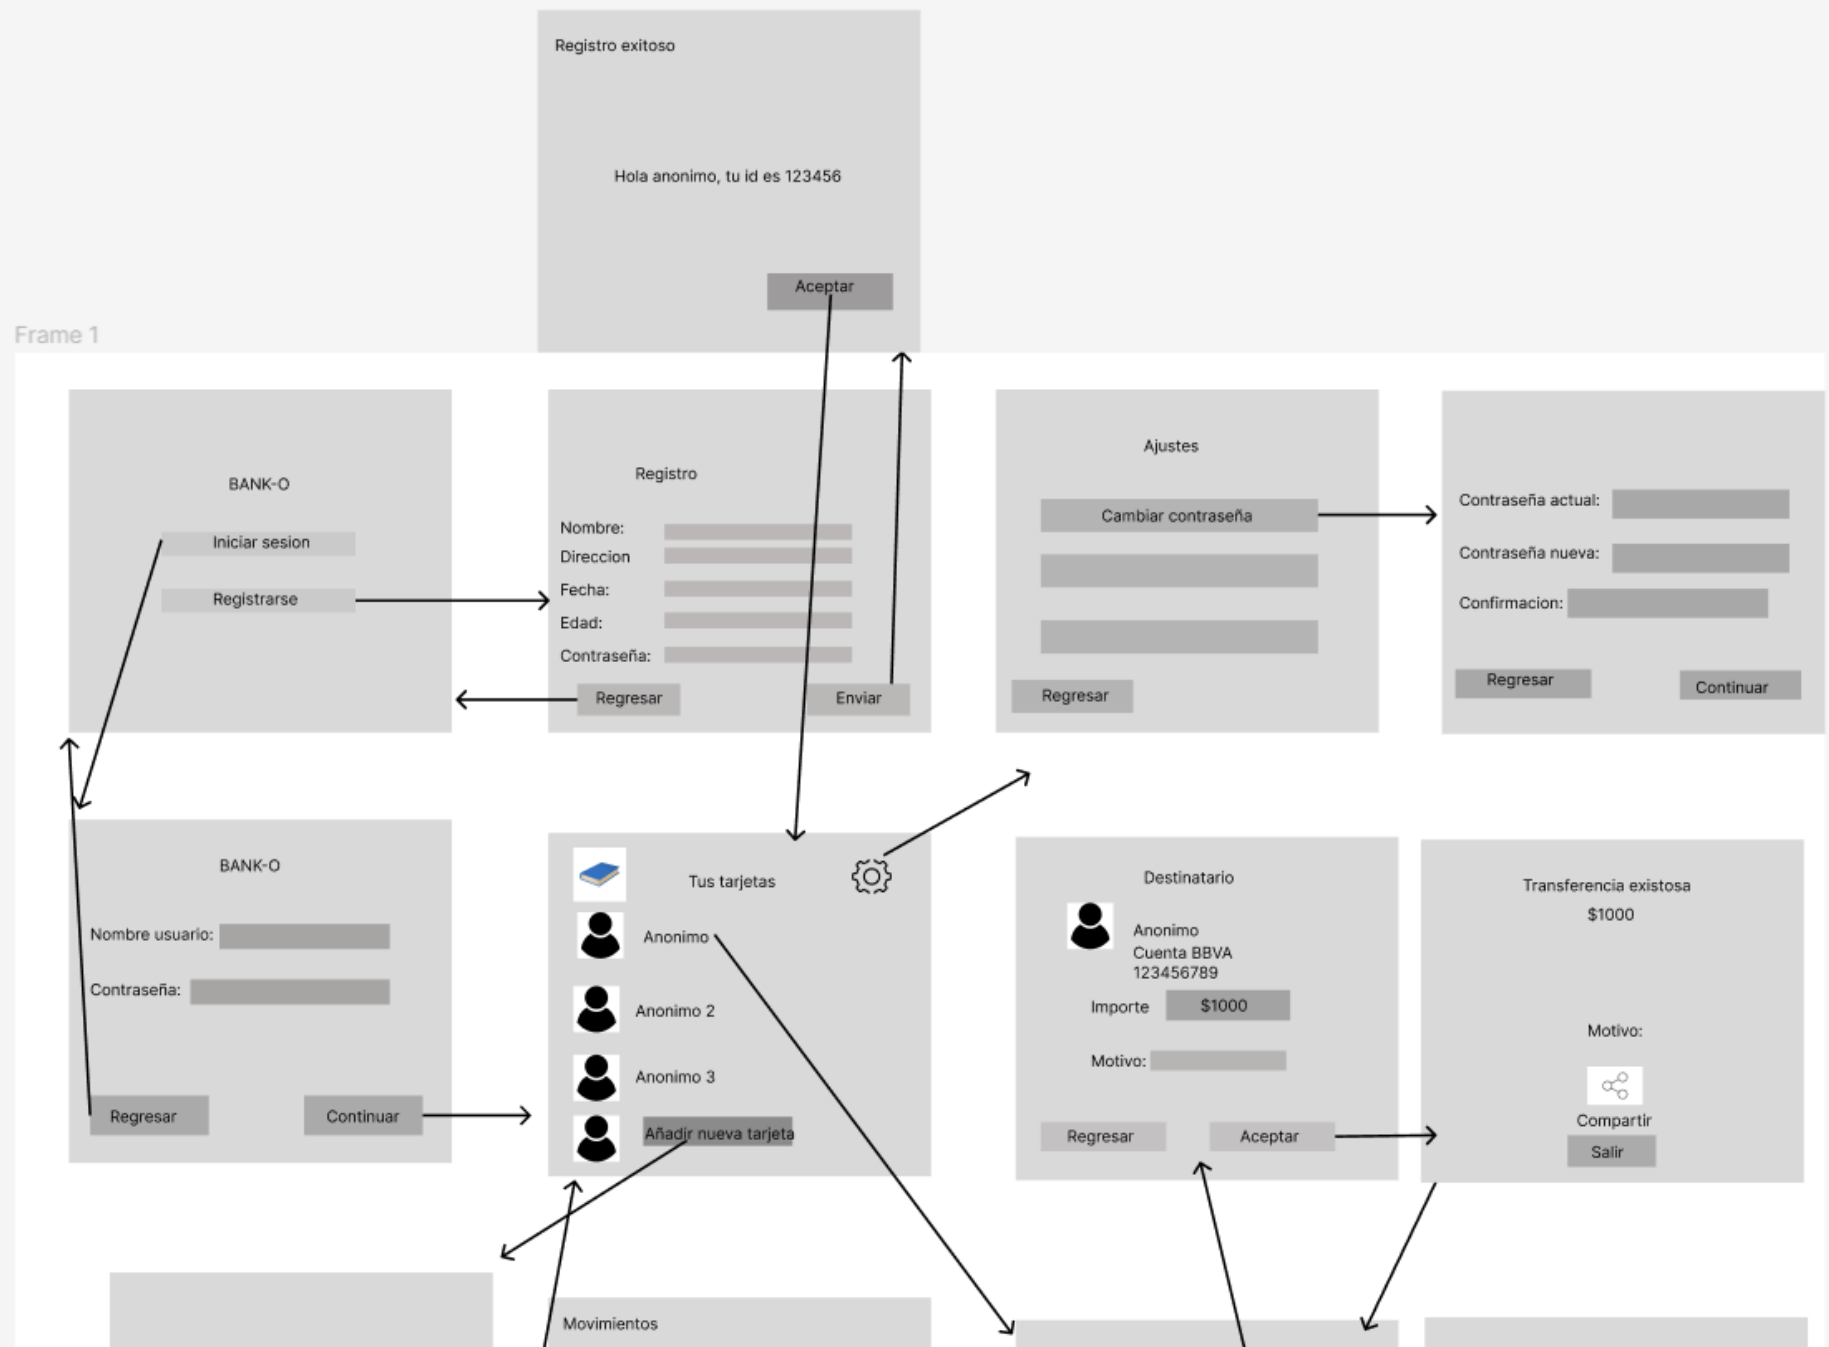 Registro exitoso
Hola anonimo, tu id es 123456
Aceptar
Frame 1
BANK-O
Iniciar sesion
Registrarse
Registro
Nombre:
Direccion
Fecha:
Edad:
Contraseña:
Regresar
Enviar
Ajustes
Cambiar contraseña
Regresar
Contraseña actual:
Contraseña nueva:
Confirmacion:
Regresar
Continuar
BANK-O
Nombre usuario:
Contraseña:
Regresar
Continuar
Tus tarjetas
Anonimo
Anonimo 2
Anonimo 3
Añadir nueva tarjeta
Destinatario
Anonimo
Cuenta BBVA
123456789
Importe $1000
Motivo:
Regresar
Aceptar
Transferencia existosa
$1000
Motivo:
Compartir
Salir
Movimientos